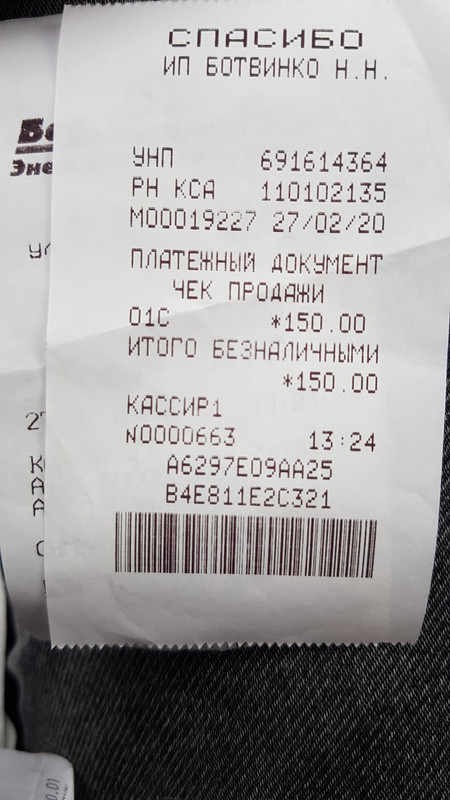 СПАСИБО
ИП БОТВИНКО Н.Н.
УНП 691614364
РН КСА 110102135
М00019227 27/02/20
ПЛАТЕЖНЫЙ ДОКУМЕНТ
ЧЕК ПРОДАЖИ
01С *150.00
ИТОГО БЕЗНАЛИЧНЫМИ
*150.00
КАССИР1
N0000663 13:24
A6297E09AA25
B4E811E2C321